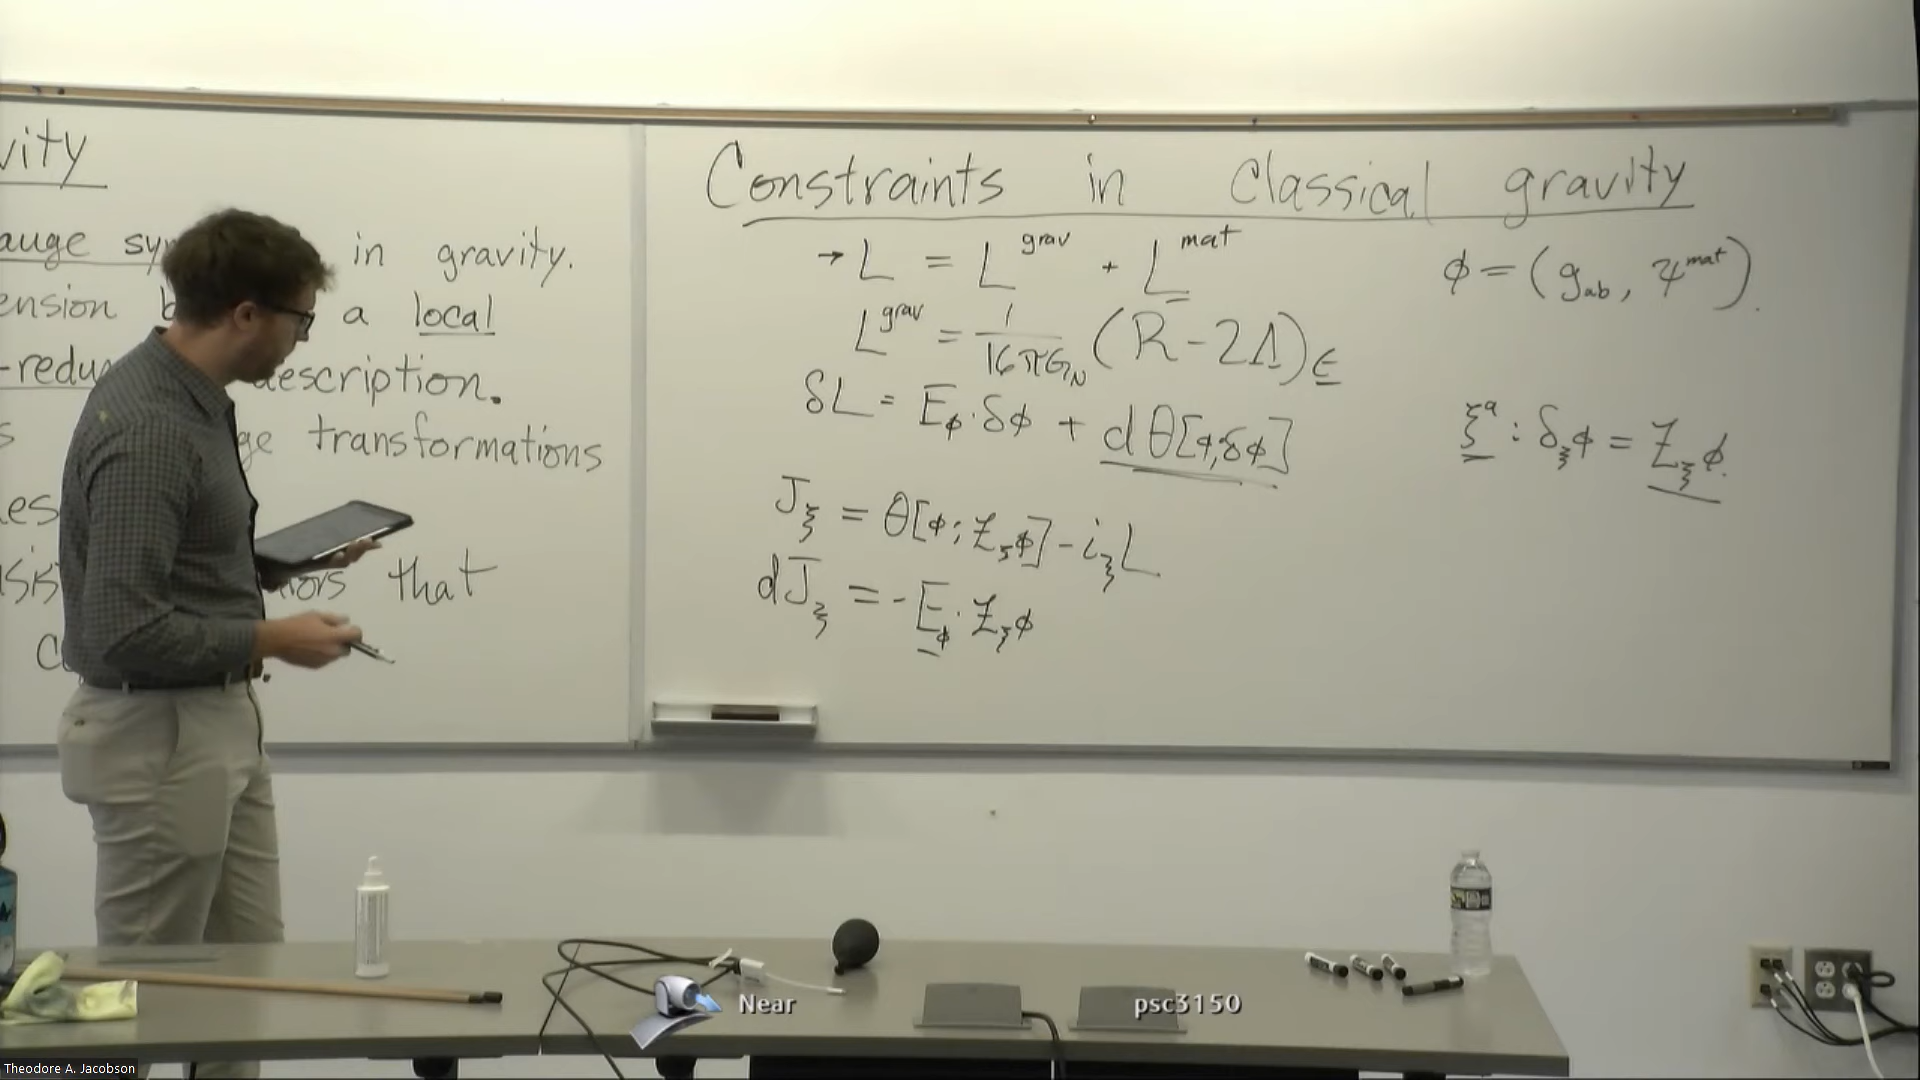 vity
auge in gravity.
ension a local
-redu description.
s ge transformations
es
that
Constraints in Classical gravity
→ L = L^grav + L^mat
ϕ = (g_ab, ψ^mat).
L^grav = 1/16πG_N (R - 2Λ)ϵ
δL = E_ϕ · δϕ + dθ[ϕ; δϕ]
ξ^a : δ_ξ ϕ = £_ξ ϕ.
J_ξ = θ[ϕ; £_ξ ϕ] - i_ξ L
dJ_ξ = - E_ϕ · £_ξ ϕ
Near
psc3150
Theodore A. Jacobson